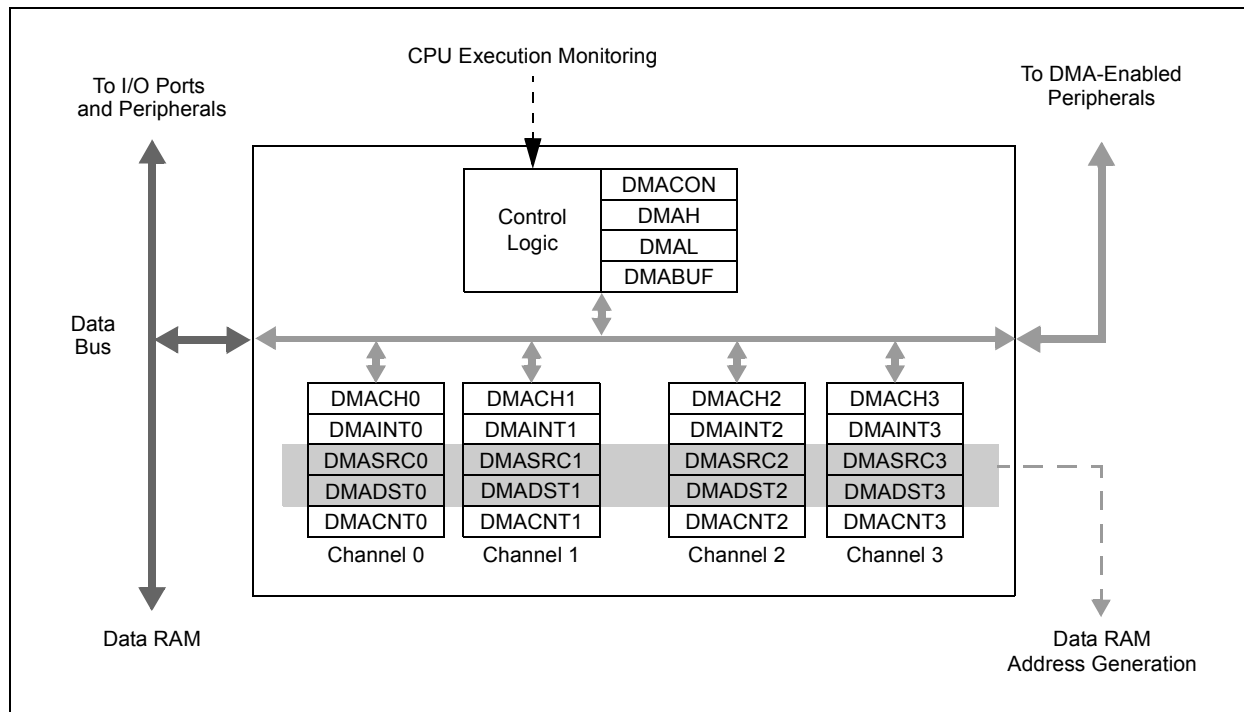 CPU Execution Monitoring
To I/O Ports
and Peripherals
To DMA-Enabled
Peripherals
Control
Logic
DMACON
DMAH
DMAL
DMABUF
Data
Bus
DMACH0
DMAINT0
DMASRC0
DMADST0
DMACNT0
Channel 0
DMACH1
DMAINT1
DMASRC1
DMADST1
DMACNT1
Channel 1
DMACH2
DMAINT2
DMASRC2
DMADST2
DMACNT2
Channel 2
DMACH3
DMAINT3
DMASRC3
DMADST3
DMACNT3
Channel 3
Data RAM
Data RAM
Address Generation